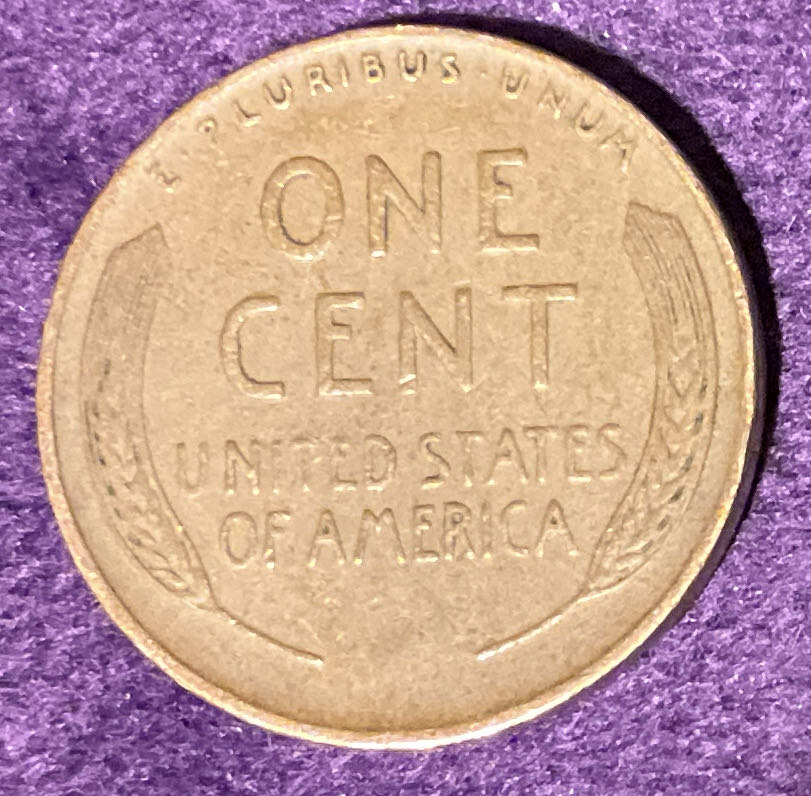 E · PLURIBUS · UNUM
ONE
CENT
UNITED · STATES
OF AMERICA